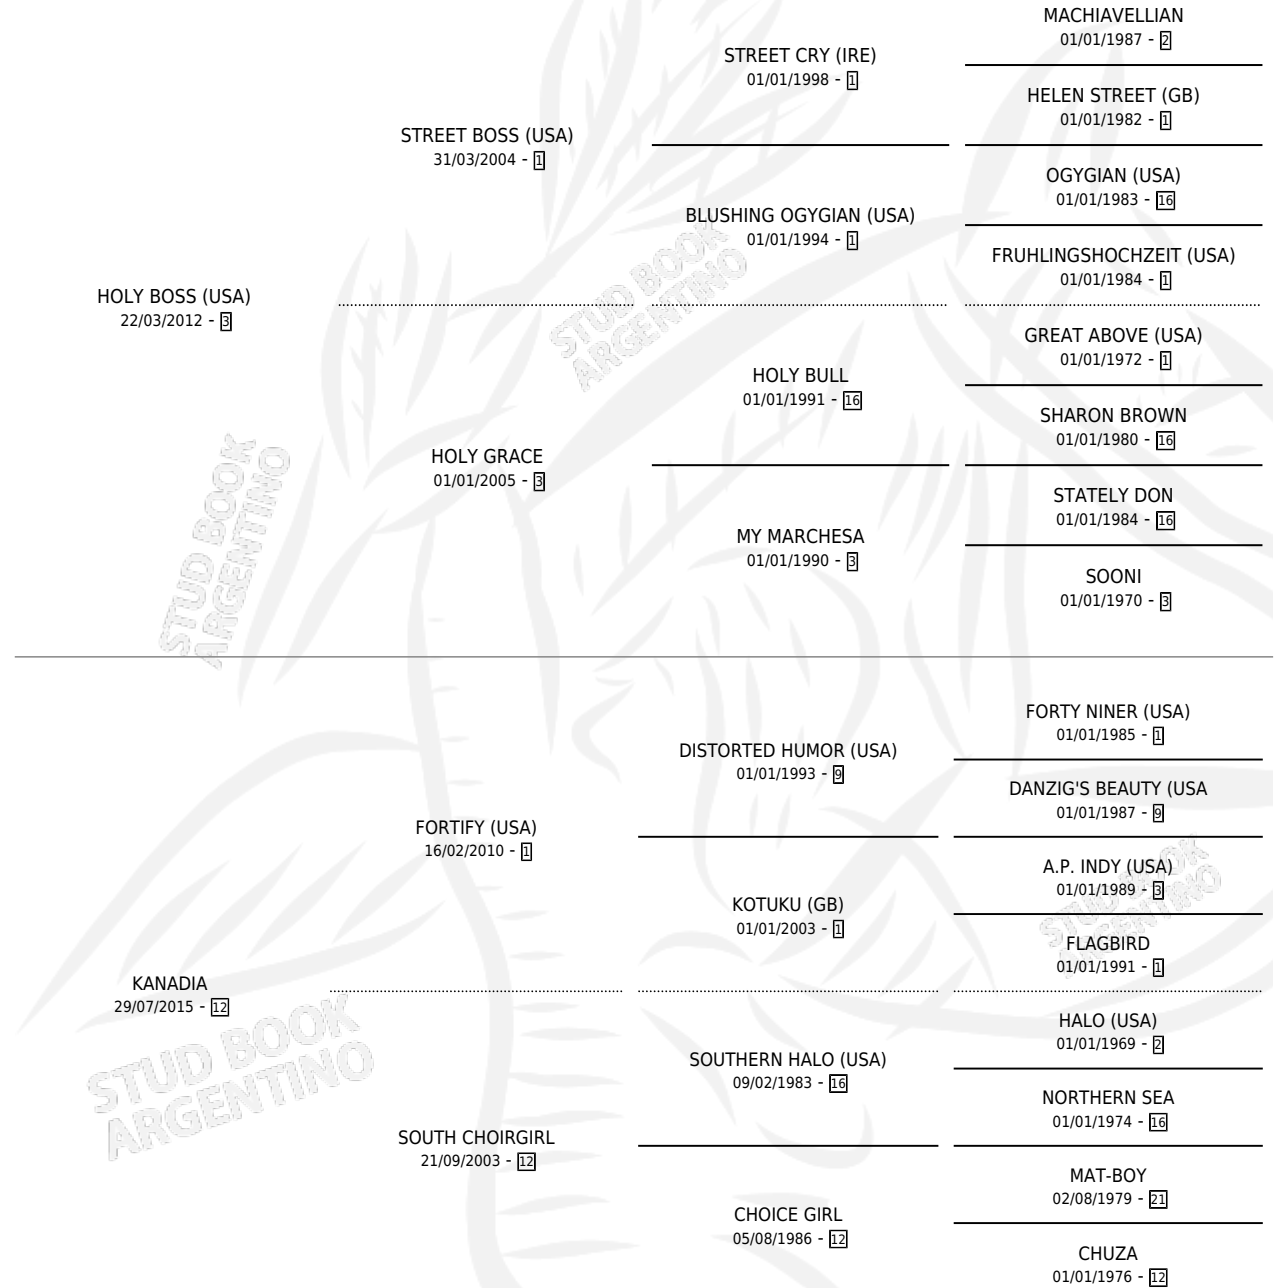 MACHIAVELLIAN
01/01/1987 - 2
STREET CRY (IRE)
01/01/1998 - 1
HELEN STREET (GB)
01/01/1982 - 1
STREET BOSS (USA)
31/03/2004 - 1
OGYGIAN (USA)
01/01/1983 - 16
BLUSHING OGYGIAN (USA)
01/01/1994 - 1
FRUHLINGSHOCHZEIT (USA)
01/01/1984 - 1
HOLY BOSS (USA)
22/03/2012 - 3
STUD BOOK
ARGENTINO
GREAT ABOVE (USA)
01/01/1972 - 1
HOLY BULL
01/01/1991 - 16
SHARON BROWN
01/01/1980 - 16
HOLY GRACE
01/01/2005 - 3
STATELY DON
01/01/1984 - 16
MY MARCHESA
01/01/1990 - 3
SOONI
01/01/1970 - 3
STUD BOOK
ARGENTINO
FORTY NINER (USA)
01/01/1985 - 1
DISTORTED HUMOR (USA)
01/01/1993 - 9
DANZIG'S BEAUTY (USA
01/01/1987 - 9
FORTIFY (USA)
16/02/2010 - 1
A.P. INDY (USA)
01/01/1989 - 3
KOTUKU (GB)
01/01/2003 - 1
STUD BOOK
ARGENTINO
FLAGBIRD
01/01/1991 - 1
KANADIA
29/07/2015 - 12
HALO (USA)
01/01/1969 - 2
SOUTHERN HALO (USA)
09/02/1983 - 16
NORTHERN SEA
01/01/1974 - 16
STUD BOOK
ARGENTINO
SOUTH CHOIRGIRL
21/09/2003 - 12
MAT-BOY
02/08/1979 - 21
CHOICE GIRL
05/08/1986 - 12
CHUZA
01/01/1976 - 12